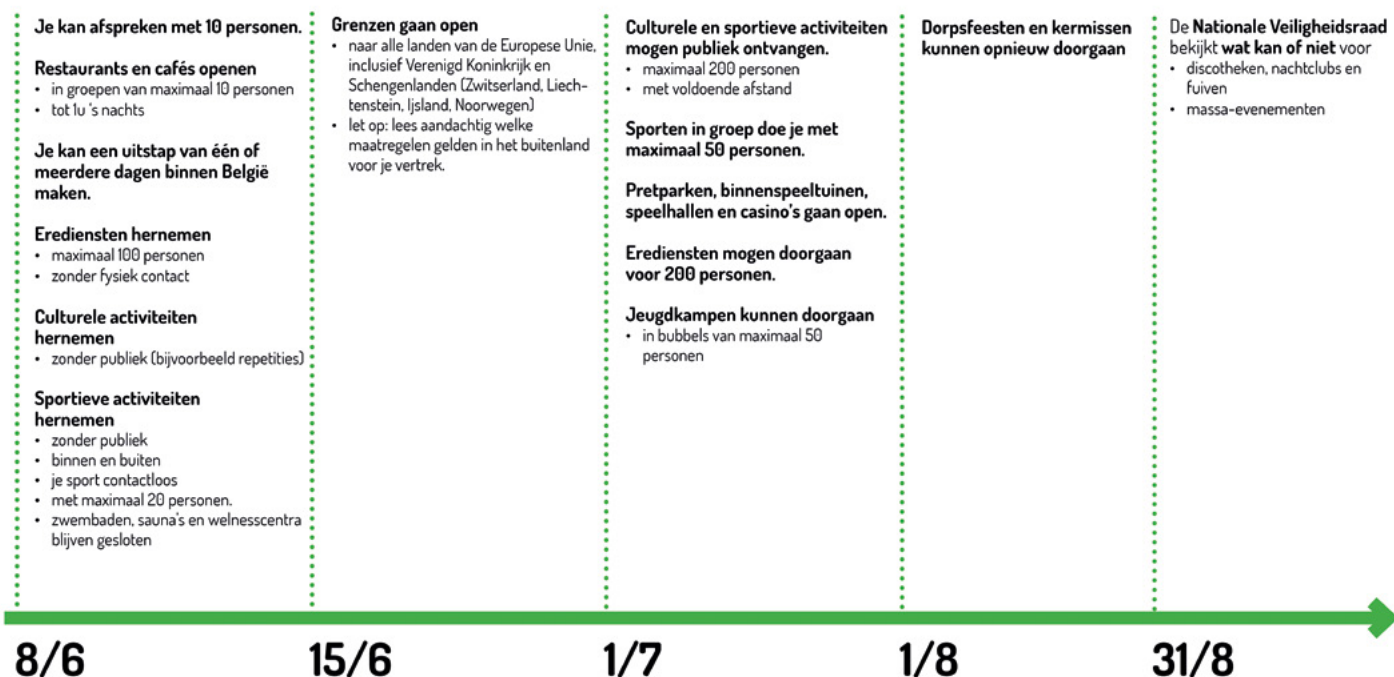 Je kan afspreken met 10 personen.
Restaurants en cafés openen
• in groepen van maximaal 10 personen
• tot 1u 's nachts
Je kan een uitstap van één of
meerdere dagen binnen België
maken.
Erediensten hernemen
• maximaal 100 personen
• zonder fysiek contact
Culturele activiteiten
hernemen
• zonder publiek (bijvoorbeeld repetities)
Sportieve activiteiten
hernemen
• zonder publiek
• binnen en buiten
• je sport contactloos
• met maximaal 20 personen.
• zwembaden, sauna's en welnesscentra
blijven gesloten
Grenzen gaan open
• naar alle landen van de Europese Unie,
inclusief Verenigd Koninkrijk en
Schengenlanden (Zwitserland, Liech-
tenstein, Ijsland, Noorwegen)
• let op: lees aandachtig welke
maatregelen gelden in het buitenland
voor je vertrek.
Culturele en sportieve activiteiten
mogen publiek ontvangen.
• maximaal 200 personen
• met voldoende afstand
Sporten in groep doe je met
maximaal 50 personen.
Pretparken, binnenspeeltuinen,
speelhallen en casino's gaan open.
Erediensten mogen doorgaan
voor 200 personen.
Jeugdkampen kunnen doorgaan
• in bubbels van maximaal 50
personen
Dorpsfeesten en kermissen
kunnen opnieuw doorgaan
De Nationale Veiligheidsraad
bekijkt wat kan of niet voor
• discotheken, nachtclubs en
fuiven
• massa-evenementen
8/6
15/6
1/7
1/8
31/8